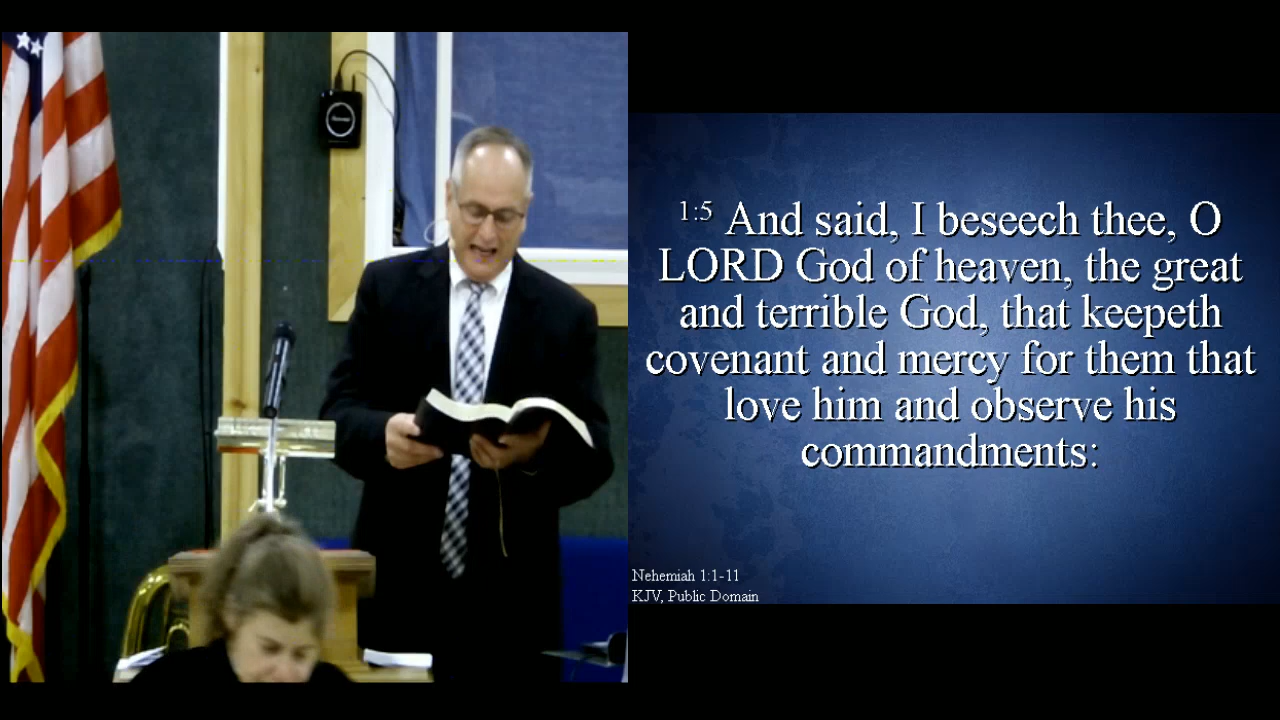 1:5 And said, I beseech thee, O
LORD God of heaven, the great
and terrible God, that keepeth
covenant and mercy for them that
love him and observe his
commandments:
Nehemiah 1:1-11
KJV, Public Domain